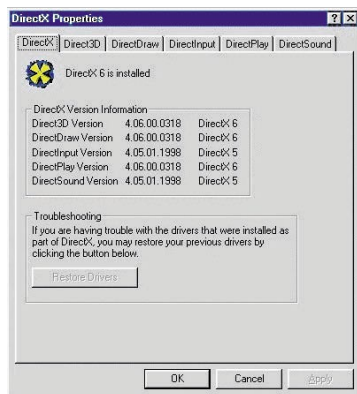 DirectX Properties
DirectX Direct3D DirectDraw DirectInput DirectPlay DirectSound
DirectX 6 is installed
DirectX Version Information
Direct3D Version 4.06.00.0318 DirectX 6
DirectDraw Version 4.06.00.0318 DirectX 6
DirectInput Version 4.05.01.1998 DirectX 5
DirectPlay Version 4.06.00.0318 DirectX 6
DirectSound Version 4.05.01.1998 DirectX 5
Troubleshooting
If you are having trouble with the drivers that were installed as
part of DirectX, you may restore your previous drivers by
clicking the button below.
Restore Drivers
OK Cancel Apply